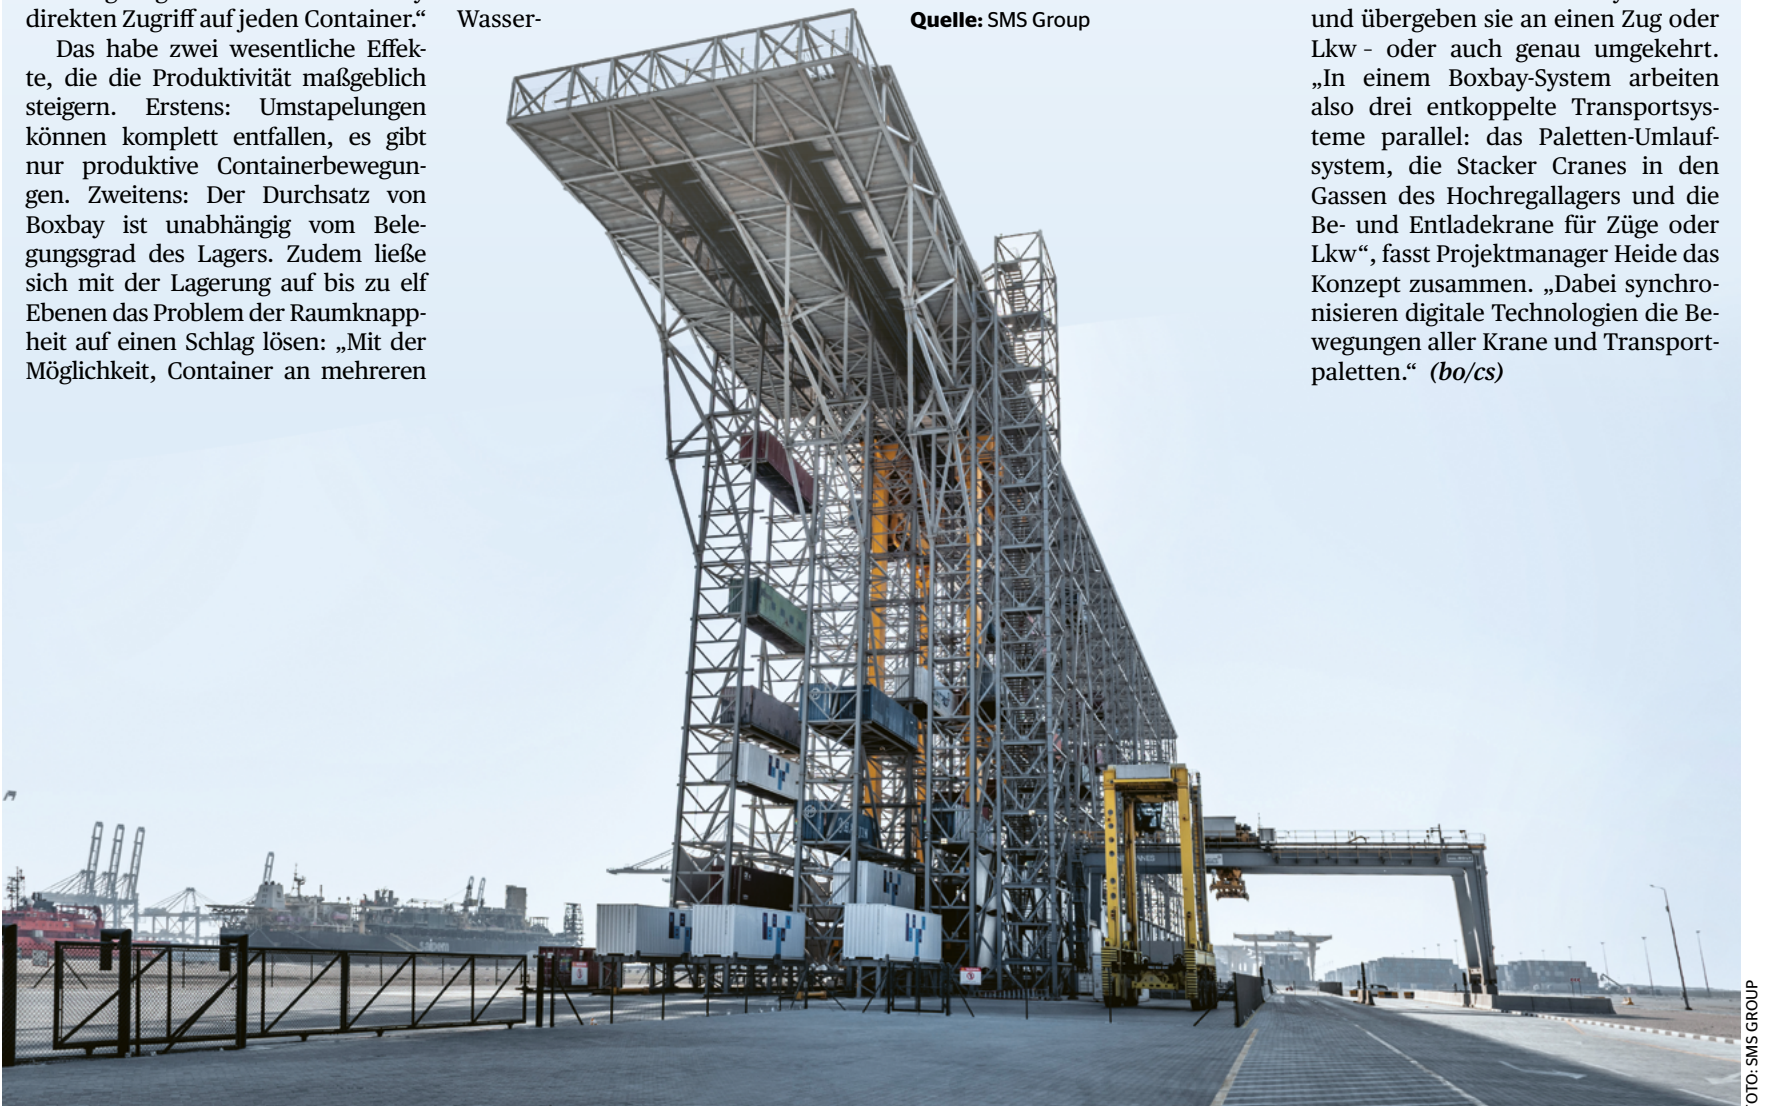 direkten Zugriff auf jeden Container.“
Das habe zwei wesentliche Effek-
te, die die Produktivität maßgeblich
steigern. Erstens: Umstapelungen
können komplett entfallen, es gibt
nur produktive Containerbewegun-
gen. Zweitens: Der Durchsatz von
Boxbay ist unabhängig vom Bele-
gungsgrad des Lagers. Zudem ließe
sich mit der Lagerung auf bis zu elf
Ebenen das Problem der Raumknapp-
heit auf einen Schlag lösen: „Mit der
Möglichkeit, Container an mehreren
Wasser-
Quelle: SMS Group
und übergeben sie an einen Zug oder
Lkw – oder auch genau umgekehrt.
„In einem Boxbay-System arbeiten
also drei entkoppelte Transportsys-
teme parallel: das Paletten-Umlauf-
system, die Stacker Cranes in den
Gassen des Hochregallagers und die
Be- und Entladekrane für Züge oder
Lkw“, fasst Projektmanager Heide das
Konzept zusammen. „Dabei synchro-
nisieren digitale Technologien die Be-
wegungen aller Krane und Transport-
paletten.“ (bo/cs)
saipem
OTO: SMS GROUP